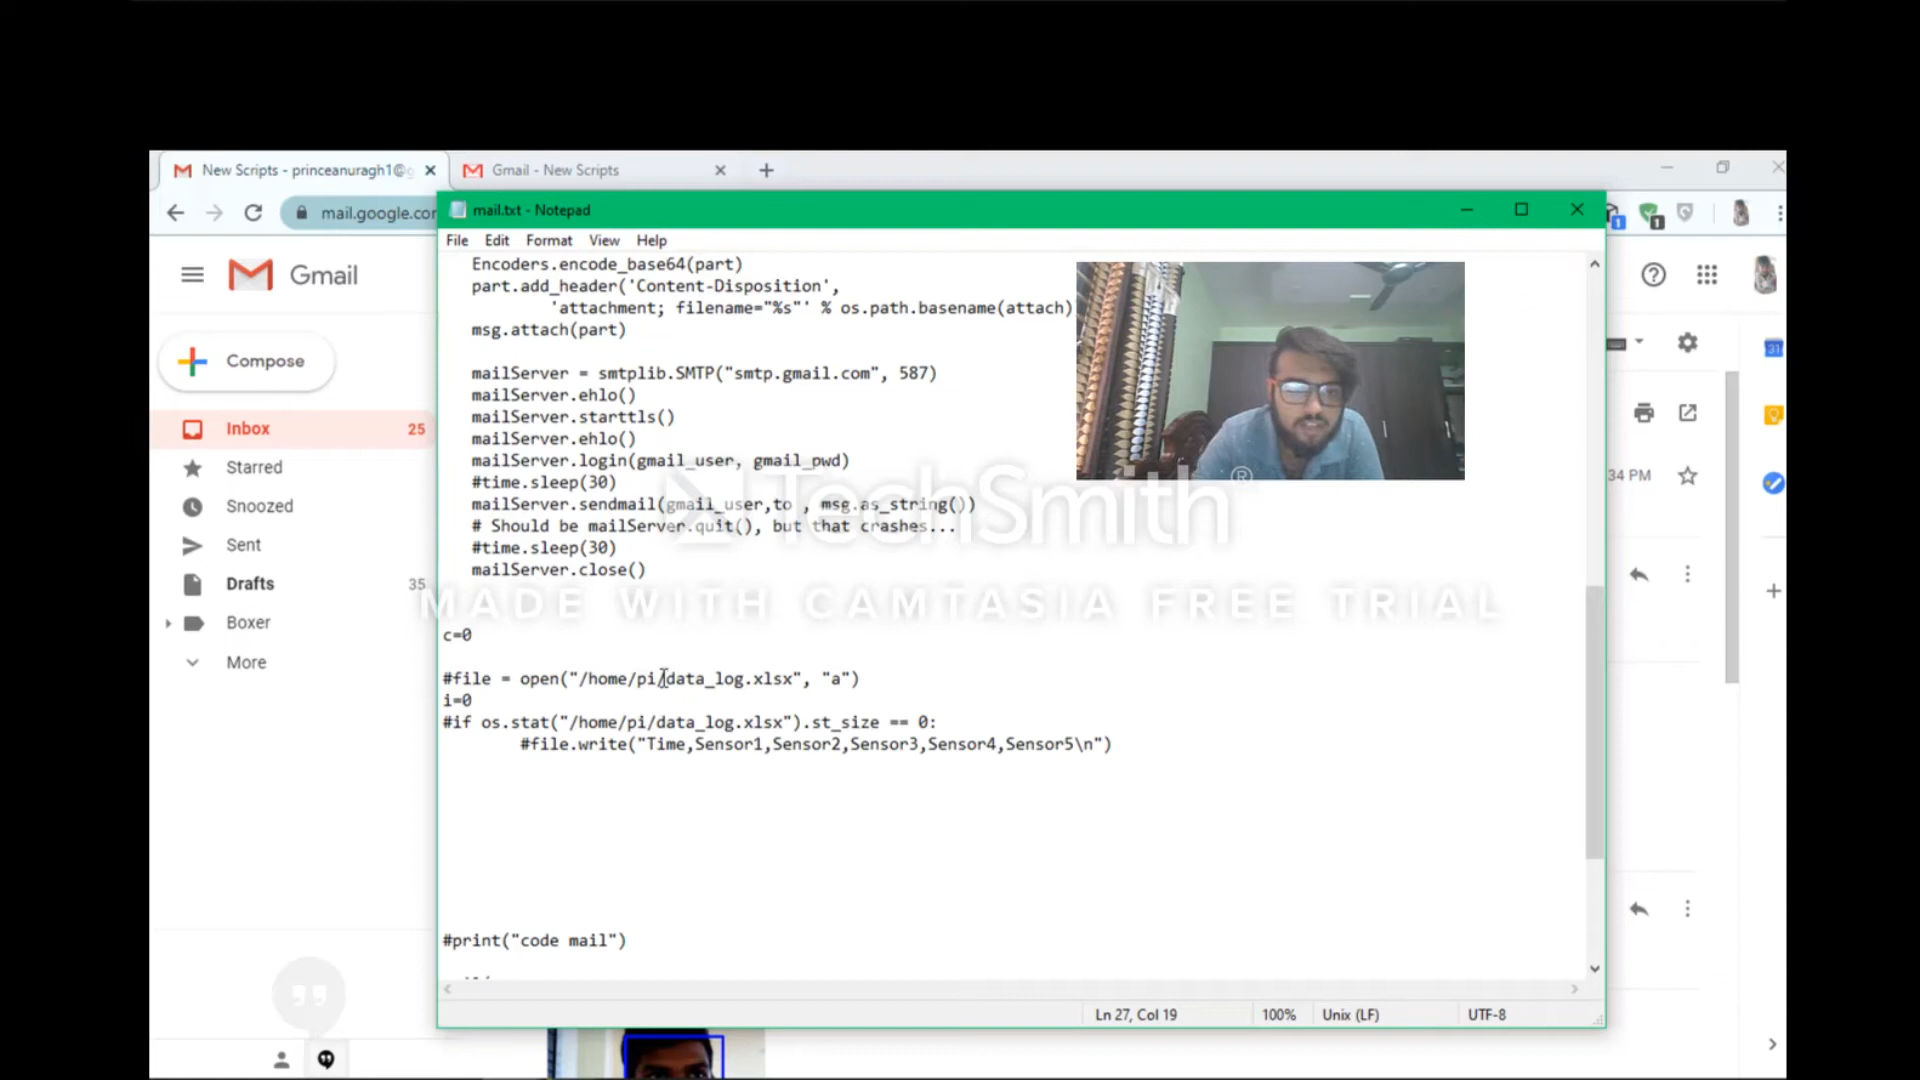 New Scripts - princeanuragh1@
Gmail - New Scripts
mail.google.com
mail.txt - Notepad
1
1
File Edit Format View Help
Gmail
Compose
Inbox 25
Starred
Snoozed
Sent
Drafts 35
Boxer
More
Encoders.encode_base64(part)
part.add_header('Content-Disposition',
'attachment; filename="%s"' % os.path.basename(attach)
msg.attach(part)
mailServer = smtplib.SMTP("smtp.gmail.com", 587)
mailServer.ehlo()
mailServer.starttls()
mailServer.ehlo()
mailServer.login(gmail_user, gmail_pwd)
#time.sleep(30)
mailServer.sendmail(gmail_user,to , msg.as_string())
# Should be mailServer.quit(), but that crashes...
#time.sleep(30)
mailServer.close()
c=0
#file = open("/home/pi/data_log.xlsx", "a")
i=0
#if os.stat("/home/pi/data_log.xlsx").st_size == 0:
#file.write("Time,Sensor1,Sensor2,Sensor3,Sensor4,Sensor5\n")
#print("code mail")
Ln 27, Col 19 100% Unix (LF) UTF-8
34 PM
31
TechSmith®
MADE WITH CAMTASIA FREE TRIAL